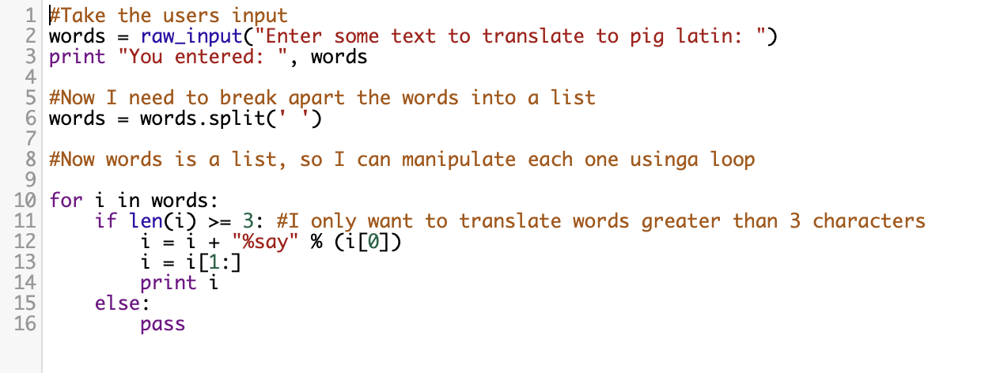 1 #Take the users input
2 words = raw_input("Enter some text to translate to pig latin: ")
3 print "You entered: ", words
4
5 #Now I need to break apart the words into a list
6 words = words.split(' ')
7
8 #Now words is a list, so I can manipulate each one usinga loop
9
10 for i in words:
11     if len(i) >= 3: #I only want to translate words greater than 3 characters
12         i = i + "%say" % (i[0])
13         i = i[1:]
14         print i
15     else:
16         pass